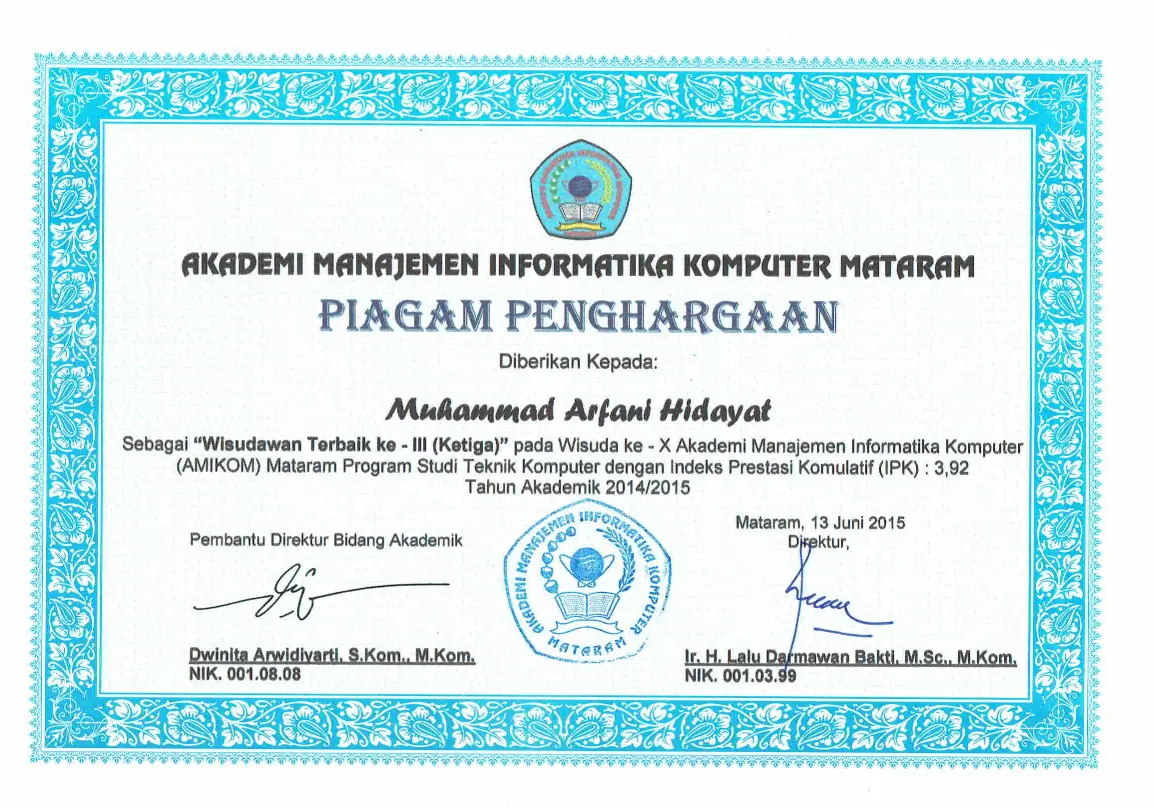 AKADEMI MANAJEMEN INFORMATIKA KOMPUTER MATARAM
PIAGAM PENGHARGAAN
Diberikan Kepada:
Muhammad Arfani Hidayat
Sebagai “Wisudawan Terbaik ke - III (Ketiga)” pada Wisuda ke - X Akademi Manajemen Informatika Komputer
(AMIKOM) Mataram Program Studi Teknik Komputer dengan Indeks Prestasi Komulatif (IPK) : 3,92
Tahun Akademik 2014/2015
Mataram, 13 Juni 2015
Pembantu Direktur Bidang Akademik
Direktur,
AKADEMI MANAJEMEN INFORMATIKA KOMPUTER
MATARAM
Dwinita Arwidiyarti, S.Kom., M.Kom.
NIK. 001.08.08
Ir. H. Lalu Darmawan Bakti, M.Sc., M.Kom.
NIK. 001.03.99